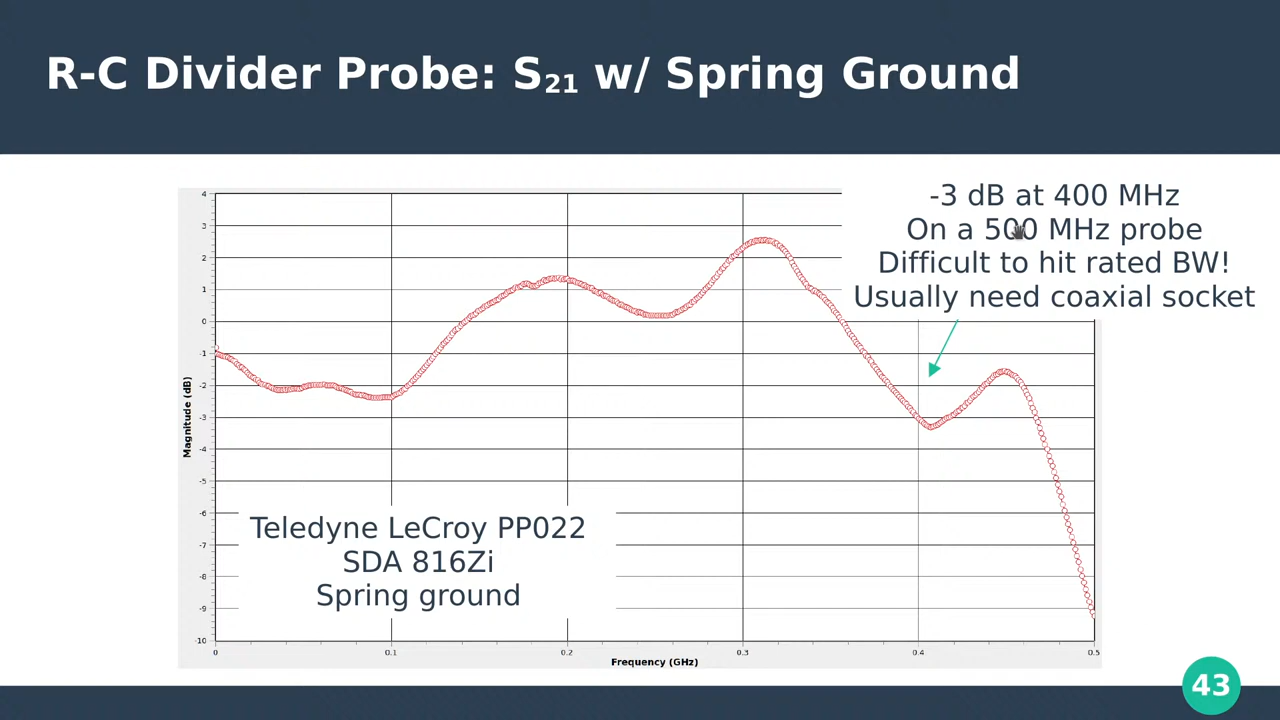 R-C Divider Probe: S21 w/ Spring Ground
-3 dB at 400 MHz
On a 500 MHz probe
Difficult to hit rated BW!
Usually need coaxial socket
4
3
2
1
0
-1
-2
-3
-4
-5
-6
-7
-8
-9
-10
Magnitude (dB)
Teledyne LeCroy PP022
SDA 816Zi
Spring ground
0 0.1 0.2 0.3 0.4 0.5
Frequency (GHz)
43